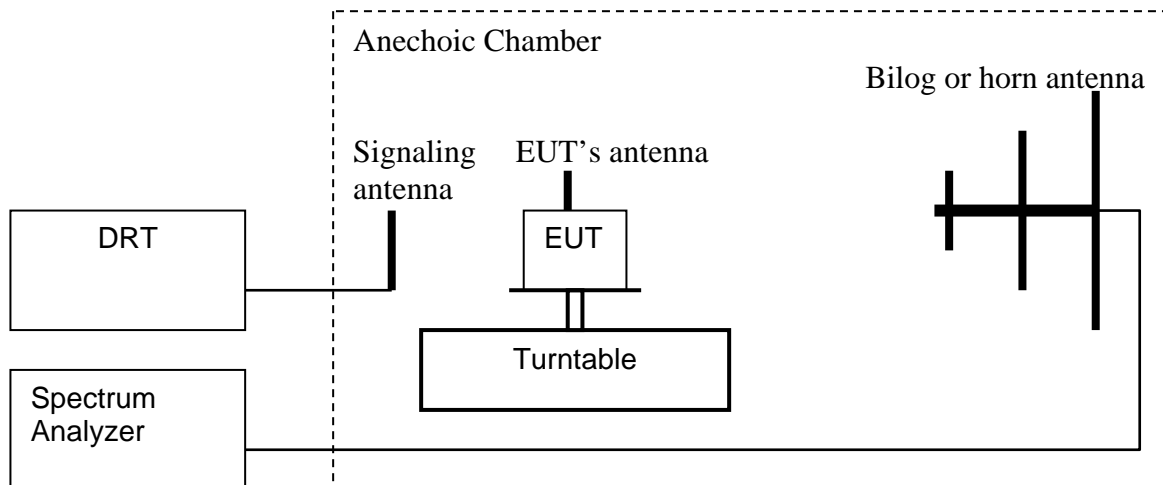 Anechoic Chamber
Bilog or horn antenna
Signaling
antenna
EUT’s antenna
DRT
EUT
Turntable
Spectrum
Analyzer